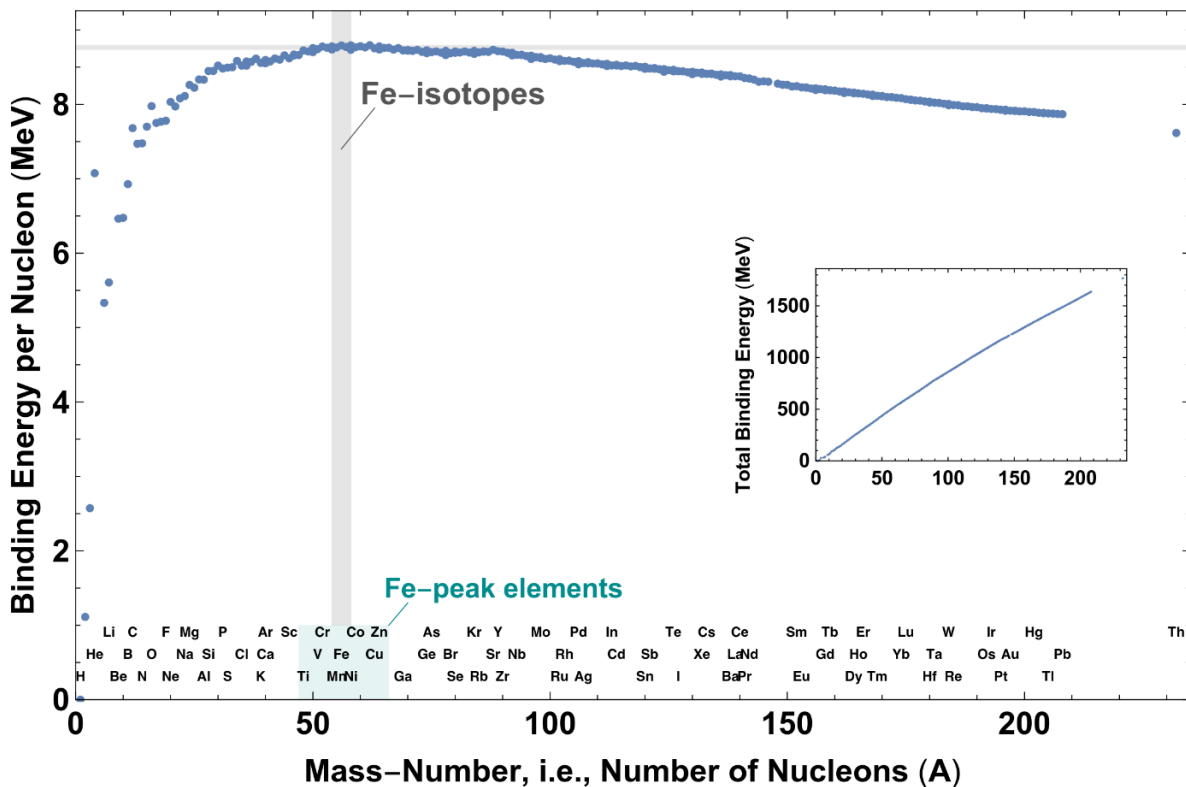 Binding Energy per Nucleon (MeV)
8
6
4
2
0
Fe−isotopes
Total Binding Energy (MeV)
1500
1000
500
0
0 50 100 150 200
Fe−peak elements
Li C F Mg P Ar Sc Cr Co Zn As Kr Y Mo Pd In Te Cs Ce Sm Tb Er Lu W Ir Hg Th
He B O Na Si Cl Ca V Fe Cu Ge Br Sr Nb Rh Cd Sb Xe La Nd Gd Ho Yb Ta Os Au Pb
H Be N Ne Al S K Ti Mn Ni Ga Se Rb Zr Ru Ag Sn I Ba Pr Eu Dy Tm Hf Re Pt Tl
0 50 100 150 200
Mass−Number, i.e., Number of Nucleons (A)